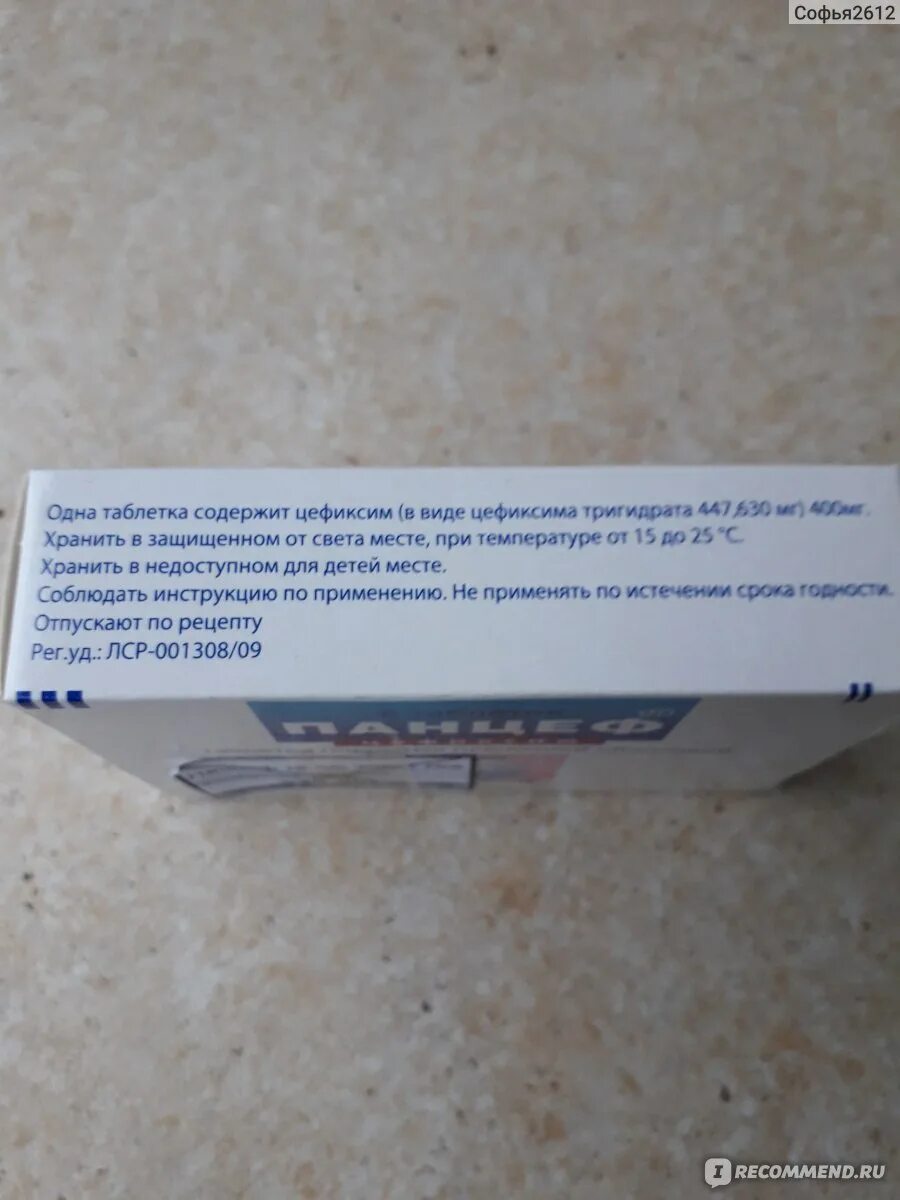 Софья2612
Одна таблетка содержит цефиксим (в виде цефиксима тригидрата 447,630 мг) 400мг.
Хранить в защищенном от света месте, при температуре от 15 до 25 °C.
Хранить в недоступном для детей месте.
Соблюдать инструкцию по применению. Не применять по истечении срока годности.
Отпускают по рецепту
Рег.уд.: ЛСР-001308/09
ПАНЦЕФ
IRECOMMEND.RU